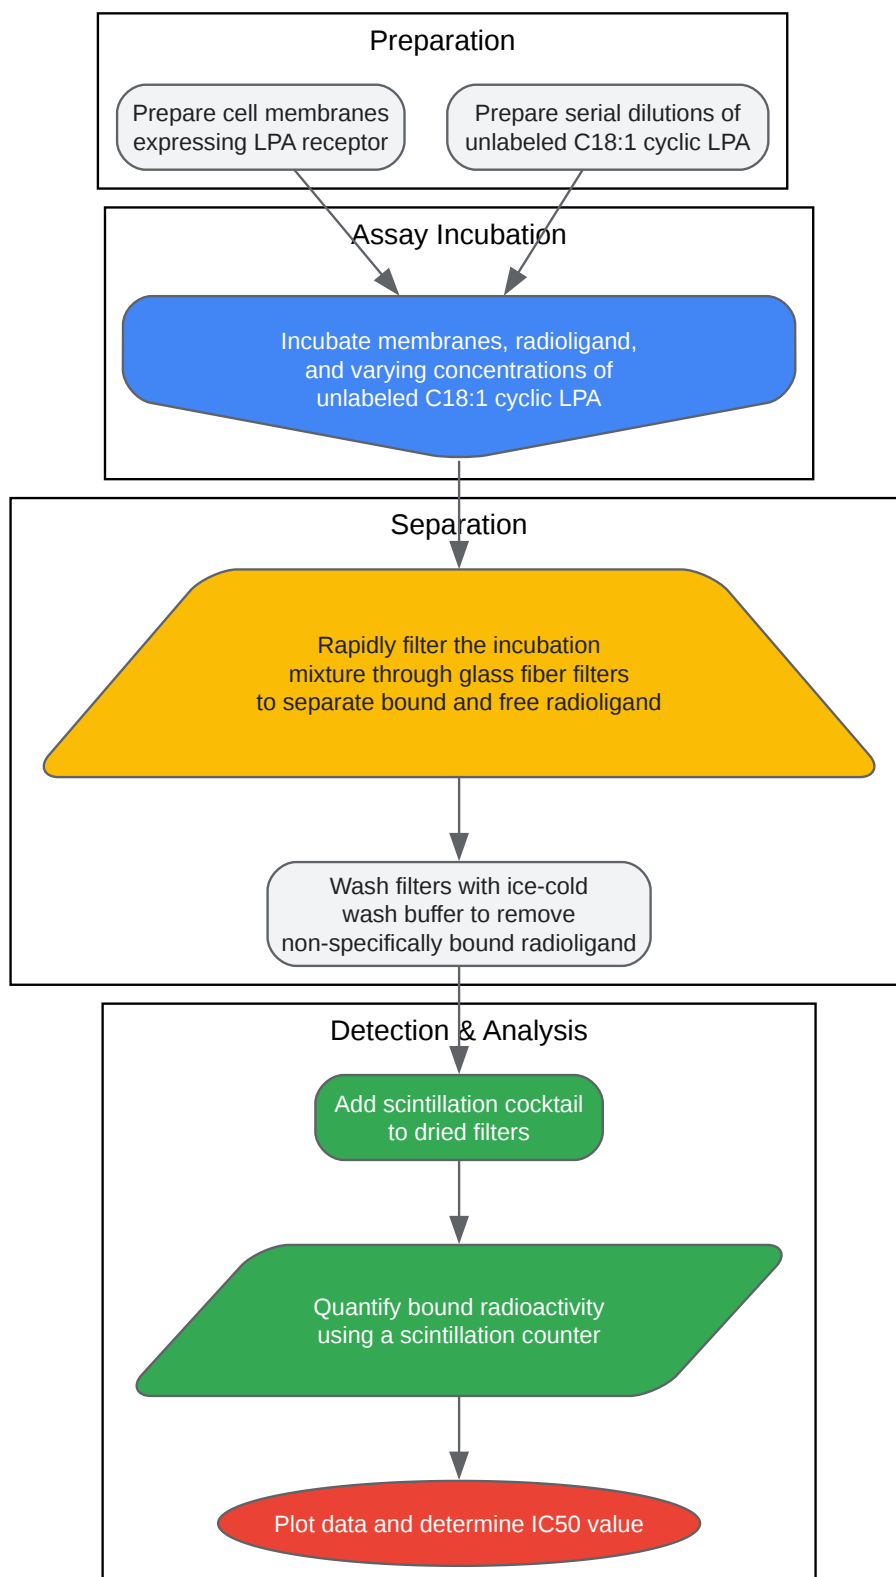 Preparation
Prepare cell membranes
expressing LPA receptor
Prepare serial dilutions of
unlabeled C18:1 cyclic LPA
Assay Incubation
Incubate membranes, radioligand,
and varying concentrations of
unlabeled C18:1 cyclic LPA
Separation
Rapidly filter the incubation
mixture through glass fiber filters
to separate bound and free radioligand
Wash filters with ice-cold
wash buffer to remove
non-specifically bound radioligand
Detection & Analysis
Add scintillation cocktail
to dried filters
Quantify bound radioactivity
using a scintillation counter
Plot data and determine IC50 value